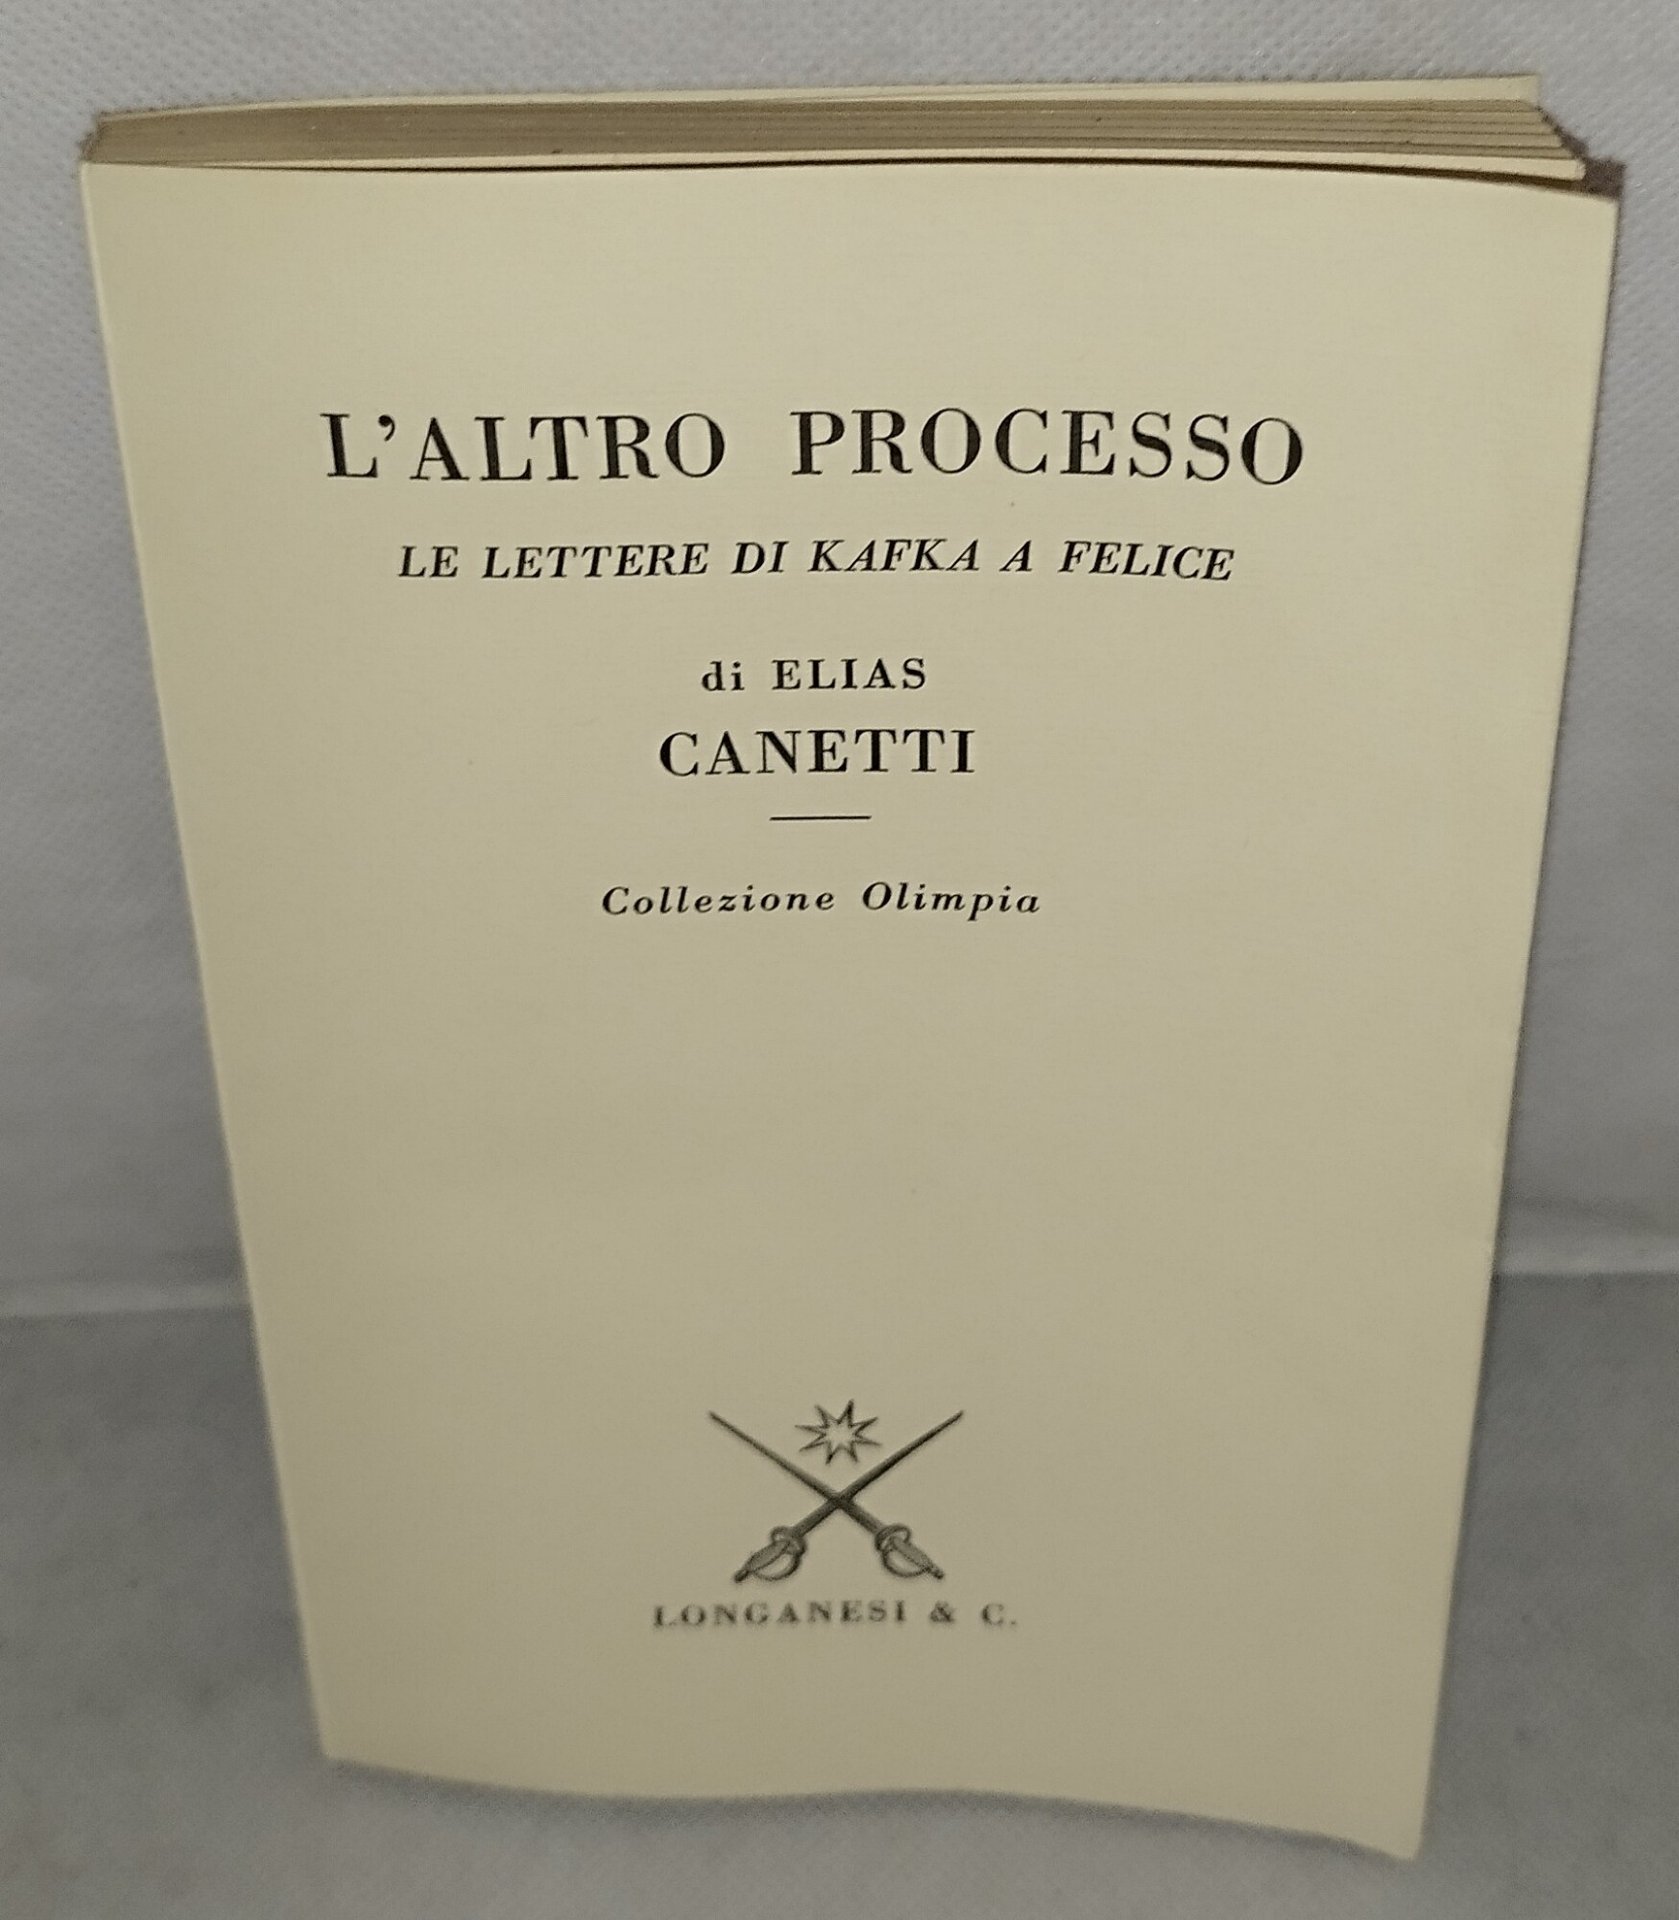 L'ALTRO PROCESSO
LE LETTERE DI KAFKA A FELICE
di ELIAS
CANETTI
Collezione Olimpia
LONGANESI & C.